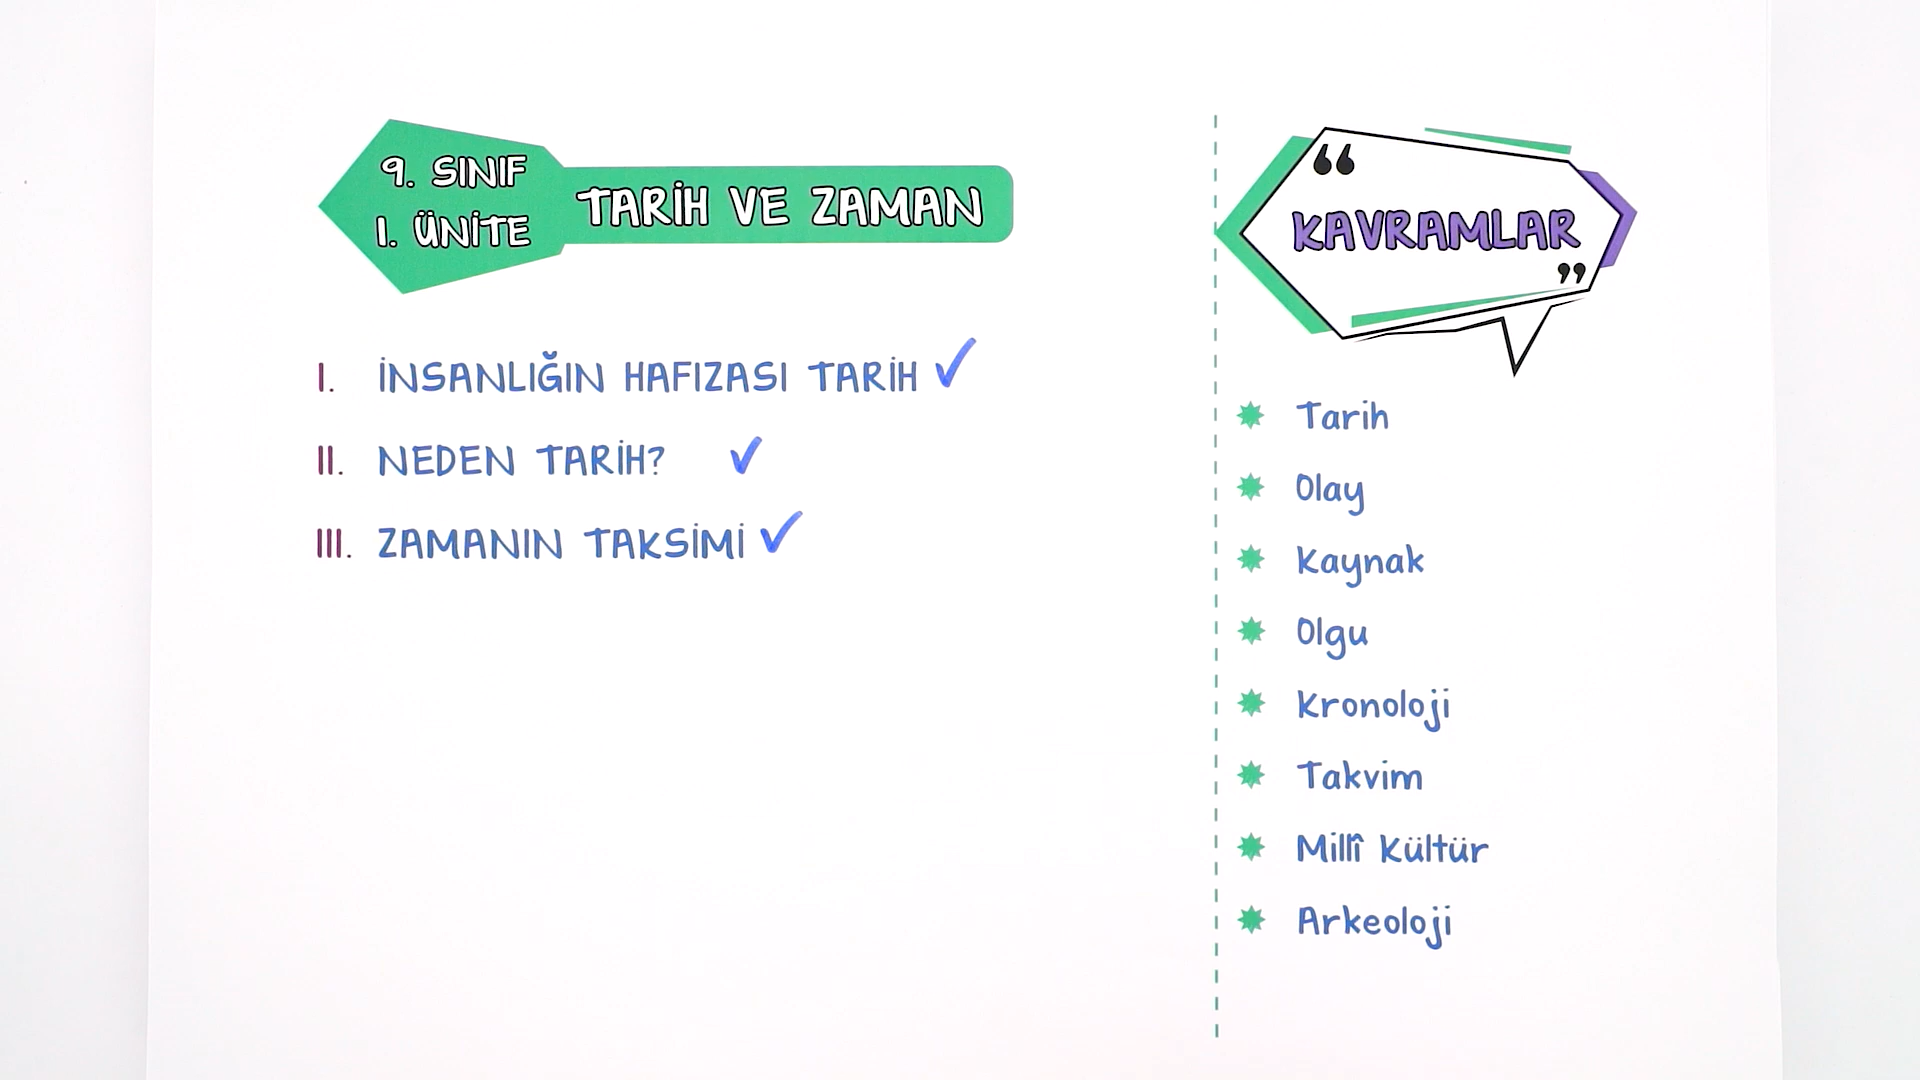 9. SINIF
1. ÜNİTE
TARİH VE ZAMAN
I. İNSANLIĞIN HAFIZASI TARİH
II. NEDEN TARİH?
III. ZAMANIN TAKSİMİ
KAVRAMLAR
Tarih
Olay
Kaynak
Olgu
Kronoloji
Takvim
Millî Kültür
Arkeoloji